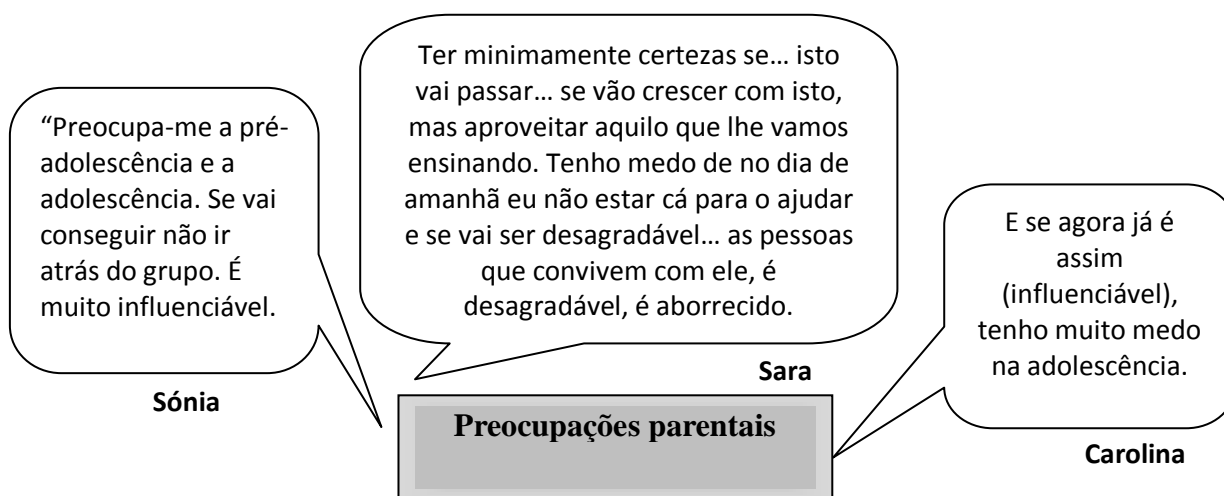 “Preocupa-me a pré-
adolescência e a
adolescência. Se vai
conseguir não ir
atrás do grupo. É
muito influenciável.
Sónia
Ter minimamente certezas se… isto
vai passar… se vão crescer com isto,
mas aproveitar aquilo que lhe vamos
ensinando. Tenho medo de no dia de
amanhã eu não estar cá para o ajudar
e se vai ser desagradável… as pessoas
que convivem com ele, é
desagradável, é aborrecido.
Sara
E se agora já é
assim
(influenciável),
tenho muito medo
na adolescência.
Carolina
Preocupações parentais